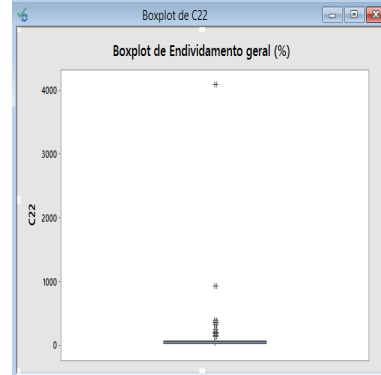 Boxplot de C22
Boxplot de Endividamento geral (%)
4000
3000
C22
2000
1000
0